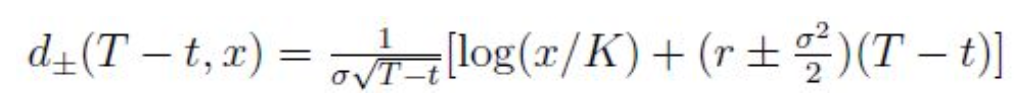 d±(T − t, x) = 1/(σ√(T−t)) [log(x/K) + (r ± σ²/2)(T − t)]